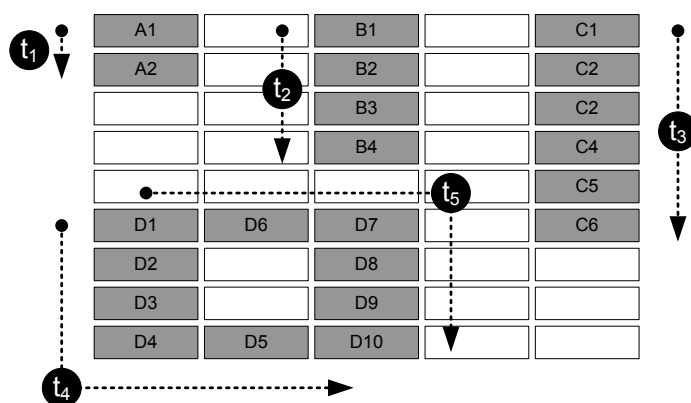 A1 B1 C1
t1
A2 B2 C2
t2
B3 C2
t3
B4 C4
C5
t5
D1 D6 D7 C6
D2 D8
D3 D9
D4 D5 D10
t4